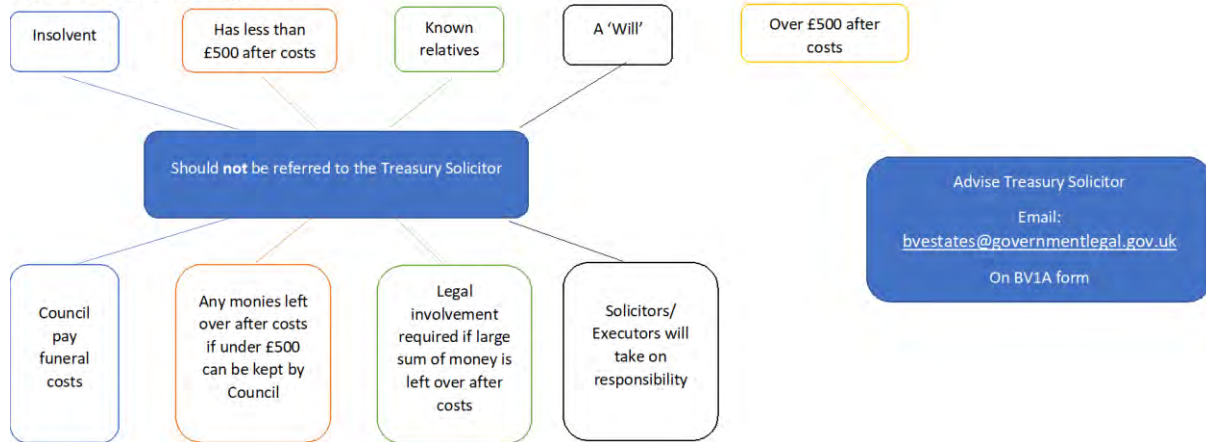 Insolvent
Has less than
£500 after costs
Known
relatives
A ‘Will’
Over £500 after
costs
Should not be referred to the Treasury Solicitor
Advise Treasury Solicitor
Email:
bvestates@governmentlegal.gov.uk
On BV1A form
Council
pay
funeral
costs
Any monies left
over after costs
if under £500
can be kept by
Council
Legal
involvement
required if large
sum of money is
left over after
costs
Solicitors/
Executors will
take on
responsibility